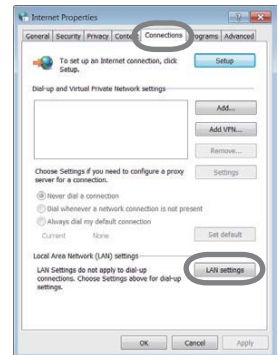 Internet Properties
General Security Privacy Content Connections Programs Advanced
To set up an Internet connection, click
Setup.
Setup
Dial-up and Virtual Private Network settings
Add...
Add VPN...
Remove...
Choose Settings if you need to configure a proxy
server for a connection.
Settings
Never dial a connection
Dial whenever a network connection is not present
Always dial my default connection
Current None
Set default
Local Area Network (LAN) settings
LAN Settings do not apply to dial-up
connections. Choose Settings above for dial-up
settings.
LAN settings
OK Cancel Apply